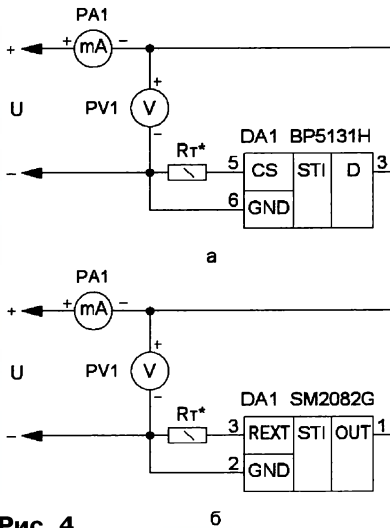 PA1
+ + mA −
U PV1 + V −
DA1 BP5131H
Rт* 5 CS STI D 3
− 6 GND
а
PA1
+ + mA −
U PV1 + V −
DA1 SM2082G
Rт* 3 REXT STI OUT 1
− 2 GND
Рис. 4 б